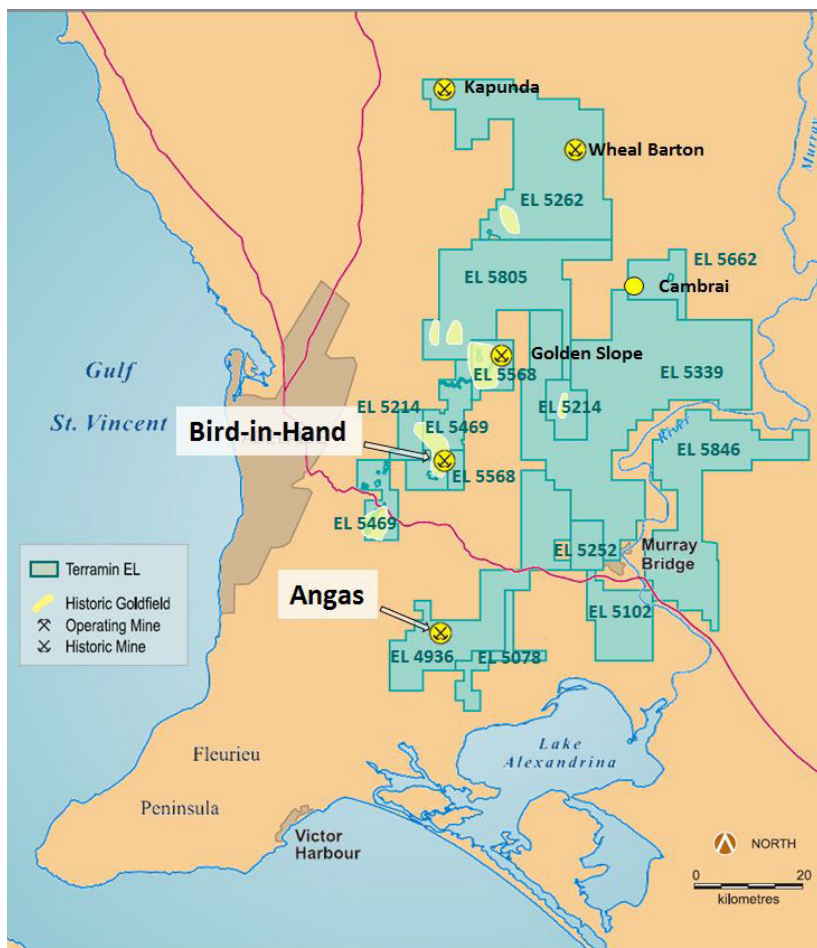 Kapunda
Wheal Barton
Murray
EL 5262
EL 5662
EL 5805
Cambrai
Golden Slope
EL 5568
EL 5339
Gulf
St. Vincent
EL 5214
EL 5214
EL 5469
Bird-in-Hand
River
EL 5846
EL 5568
EL 5469
EL 5252
Murray
Bridge
Terramin EL
Historic Goldfield
Operating Mine
Historic Mine
Angas
EL 5102
EL 4936
EL 5078
Fleurieu
Peninsula
Lake
Alexandrina
Victor
Harbour
NORTH
0
20
kilometres